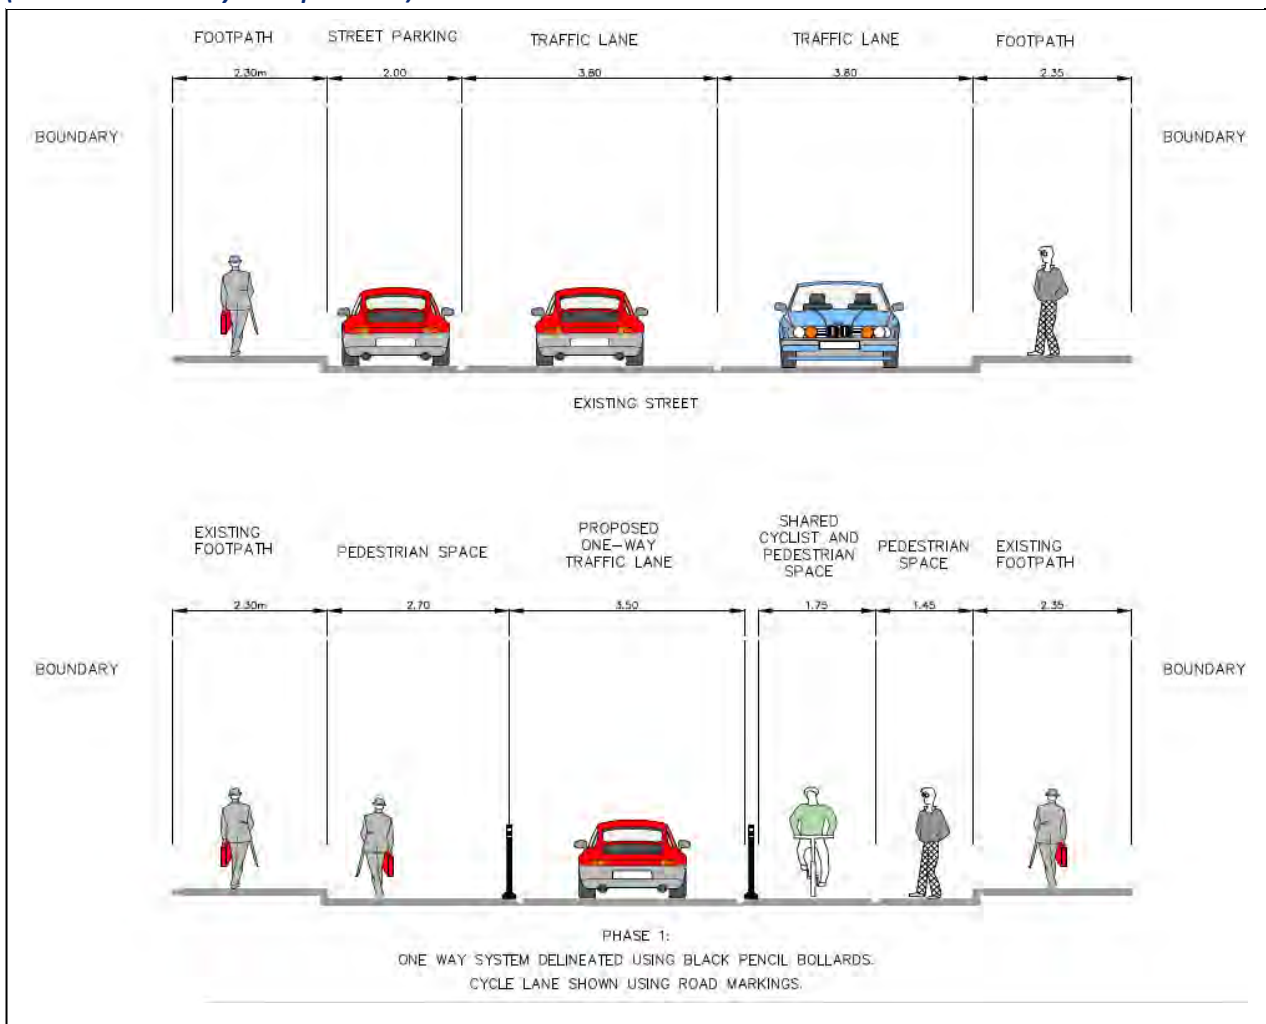 FOOTPATH STREET PARKING TRAFFIC LANE TRAFFIC LANE FOOTPATH
2.30m 2.00 3.80 3.80 2.35
BOUNDARY BOUNDARY
EXISTING STREET
EXISTING
FOOTPATH
PEDESTRIAN SPACE
PROPOSED
ONE-WAY
TRAFFIC LANE
SHARED
CYCLIST AND
PEDESTRIAN
SPACE
PEDESTRIAN
SPACE
EXISTING
FOOTPATH
2.30m 2.70 3.50 1.75 1.45 2.35
BOUNDARY BOUNDARY
PHASE 1:
ONE WAY SYSTEM DELINEATED USING BLACK PENCIL BOLLARDS.
CYCLE LANE SHOWN USING ROAD MARKINGS.